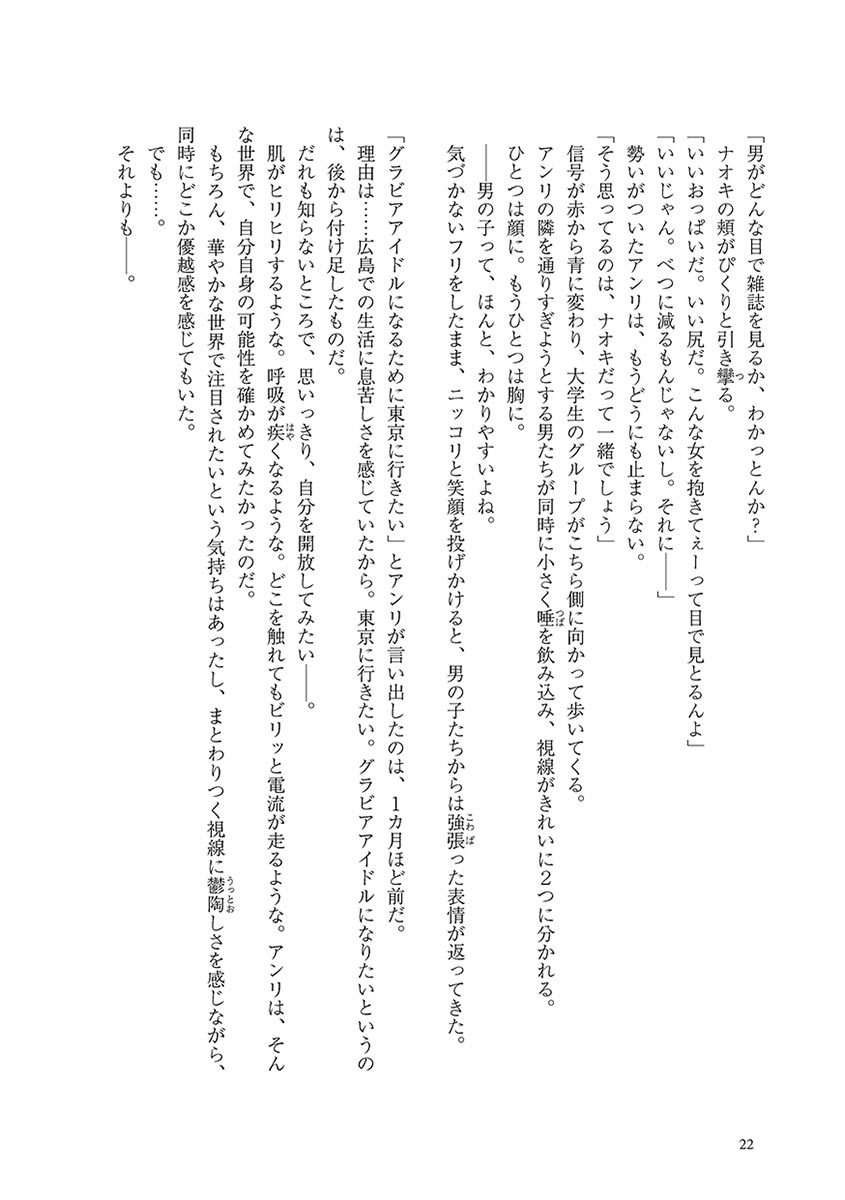 「男がどんな目で雑誌を見るか、わかっとんか？」
ナオキの頬がぴくりと引き攣る。
「いいおっぱいだ。いい尻だ。こんな女を抱きてぇーって目で見とるんよ」
「いいじゃん。べつに減るもんじゃないし。それに――」
勢いがついたアンリは、もうどうにも止まらない。
「そう思ってるのは、ナオキだって一緒でしょう」
信号が赤から青に変わり、大学生のグループがこちら側に向かって歩いてくる。
アンリの隣を通りすぎようとする男たちが同時に小さく唾を飲み込み、視線がきれいに２つに分かれる。
ひとつは顔に。もうひとつは胸に。
――男の子って、ほんと、わかりやすいよね。
気づかないフリをしたまま、ニッコリと笑顔を投げかけると、男の子たちからは強張った表情が返ってきた。
「グラビアアイドルになるために東京に行きたい」とアンリが言い出したのは、１カ月ほど前だ。
理由は……広島での生活に息苦しさを感じていたから。東京に行きたい。グラビアアイドルになりたいというの
は、後から付け足したものだ。
だれも知らないところで、思いっきり、自分を開放してみたい――。
肌がヒリヒリするような。呼吸が疾くなるような。どこを触れてもビリッと電流が走るような。アンリは、そん
な世界で、自分自身の可能性を確かめてみたかったのだ。
もちろん、華やかな世界で注目されたいという気持ちはあったし、まとわりつく視線に鬱陶しさを感じながら、
同時にどこか優越感を感じてもいた。
でも……。
それよりも――。
22